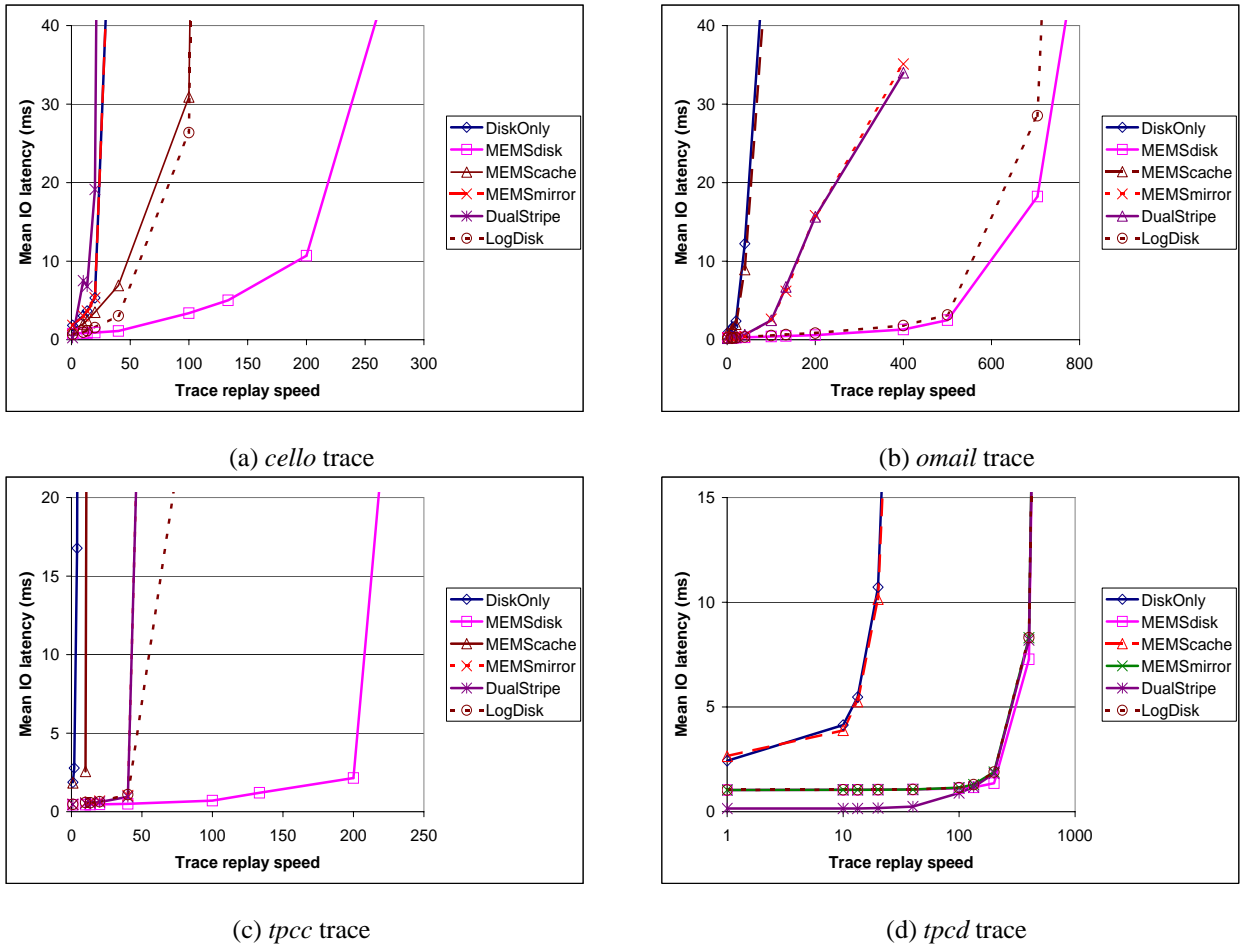 40
30
20
10
0
0 50 100 150 200 250 300
Mean IO latency (ms)
Trace replay speed
DiskOnly
MEMSdisk
MEMScache
MEMSmirror
DualStripe
LogDisk
(a) cello trace
40
30
20
10
0
0 200 400 600 800
Mean IO latency (ms)
Trace replay speed
DiskOnly
MEMSdisk
MEMScache
MEMSmirror
DualStripe
LogDisk
(b) omail trace
20
15
10
5
0
0 50 100 150 200 250
Mean IO latency (ms)
Trace replay speed
DiskOnly
MEMSdisk
MEMScache
MEMSmirror
DualStripe
LogDisk
(c) tpcc trace
15
10
5
0
1 10 100 1000
Mean IO latency (ms)
Trace replay speed
DiskOnly
MEMSdisk
MEMScache
MEMSmirror
DualStripe
LogDisk
(d) tpcd trace